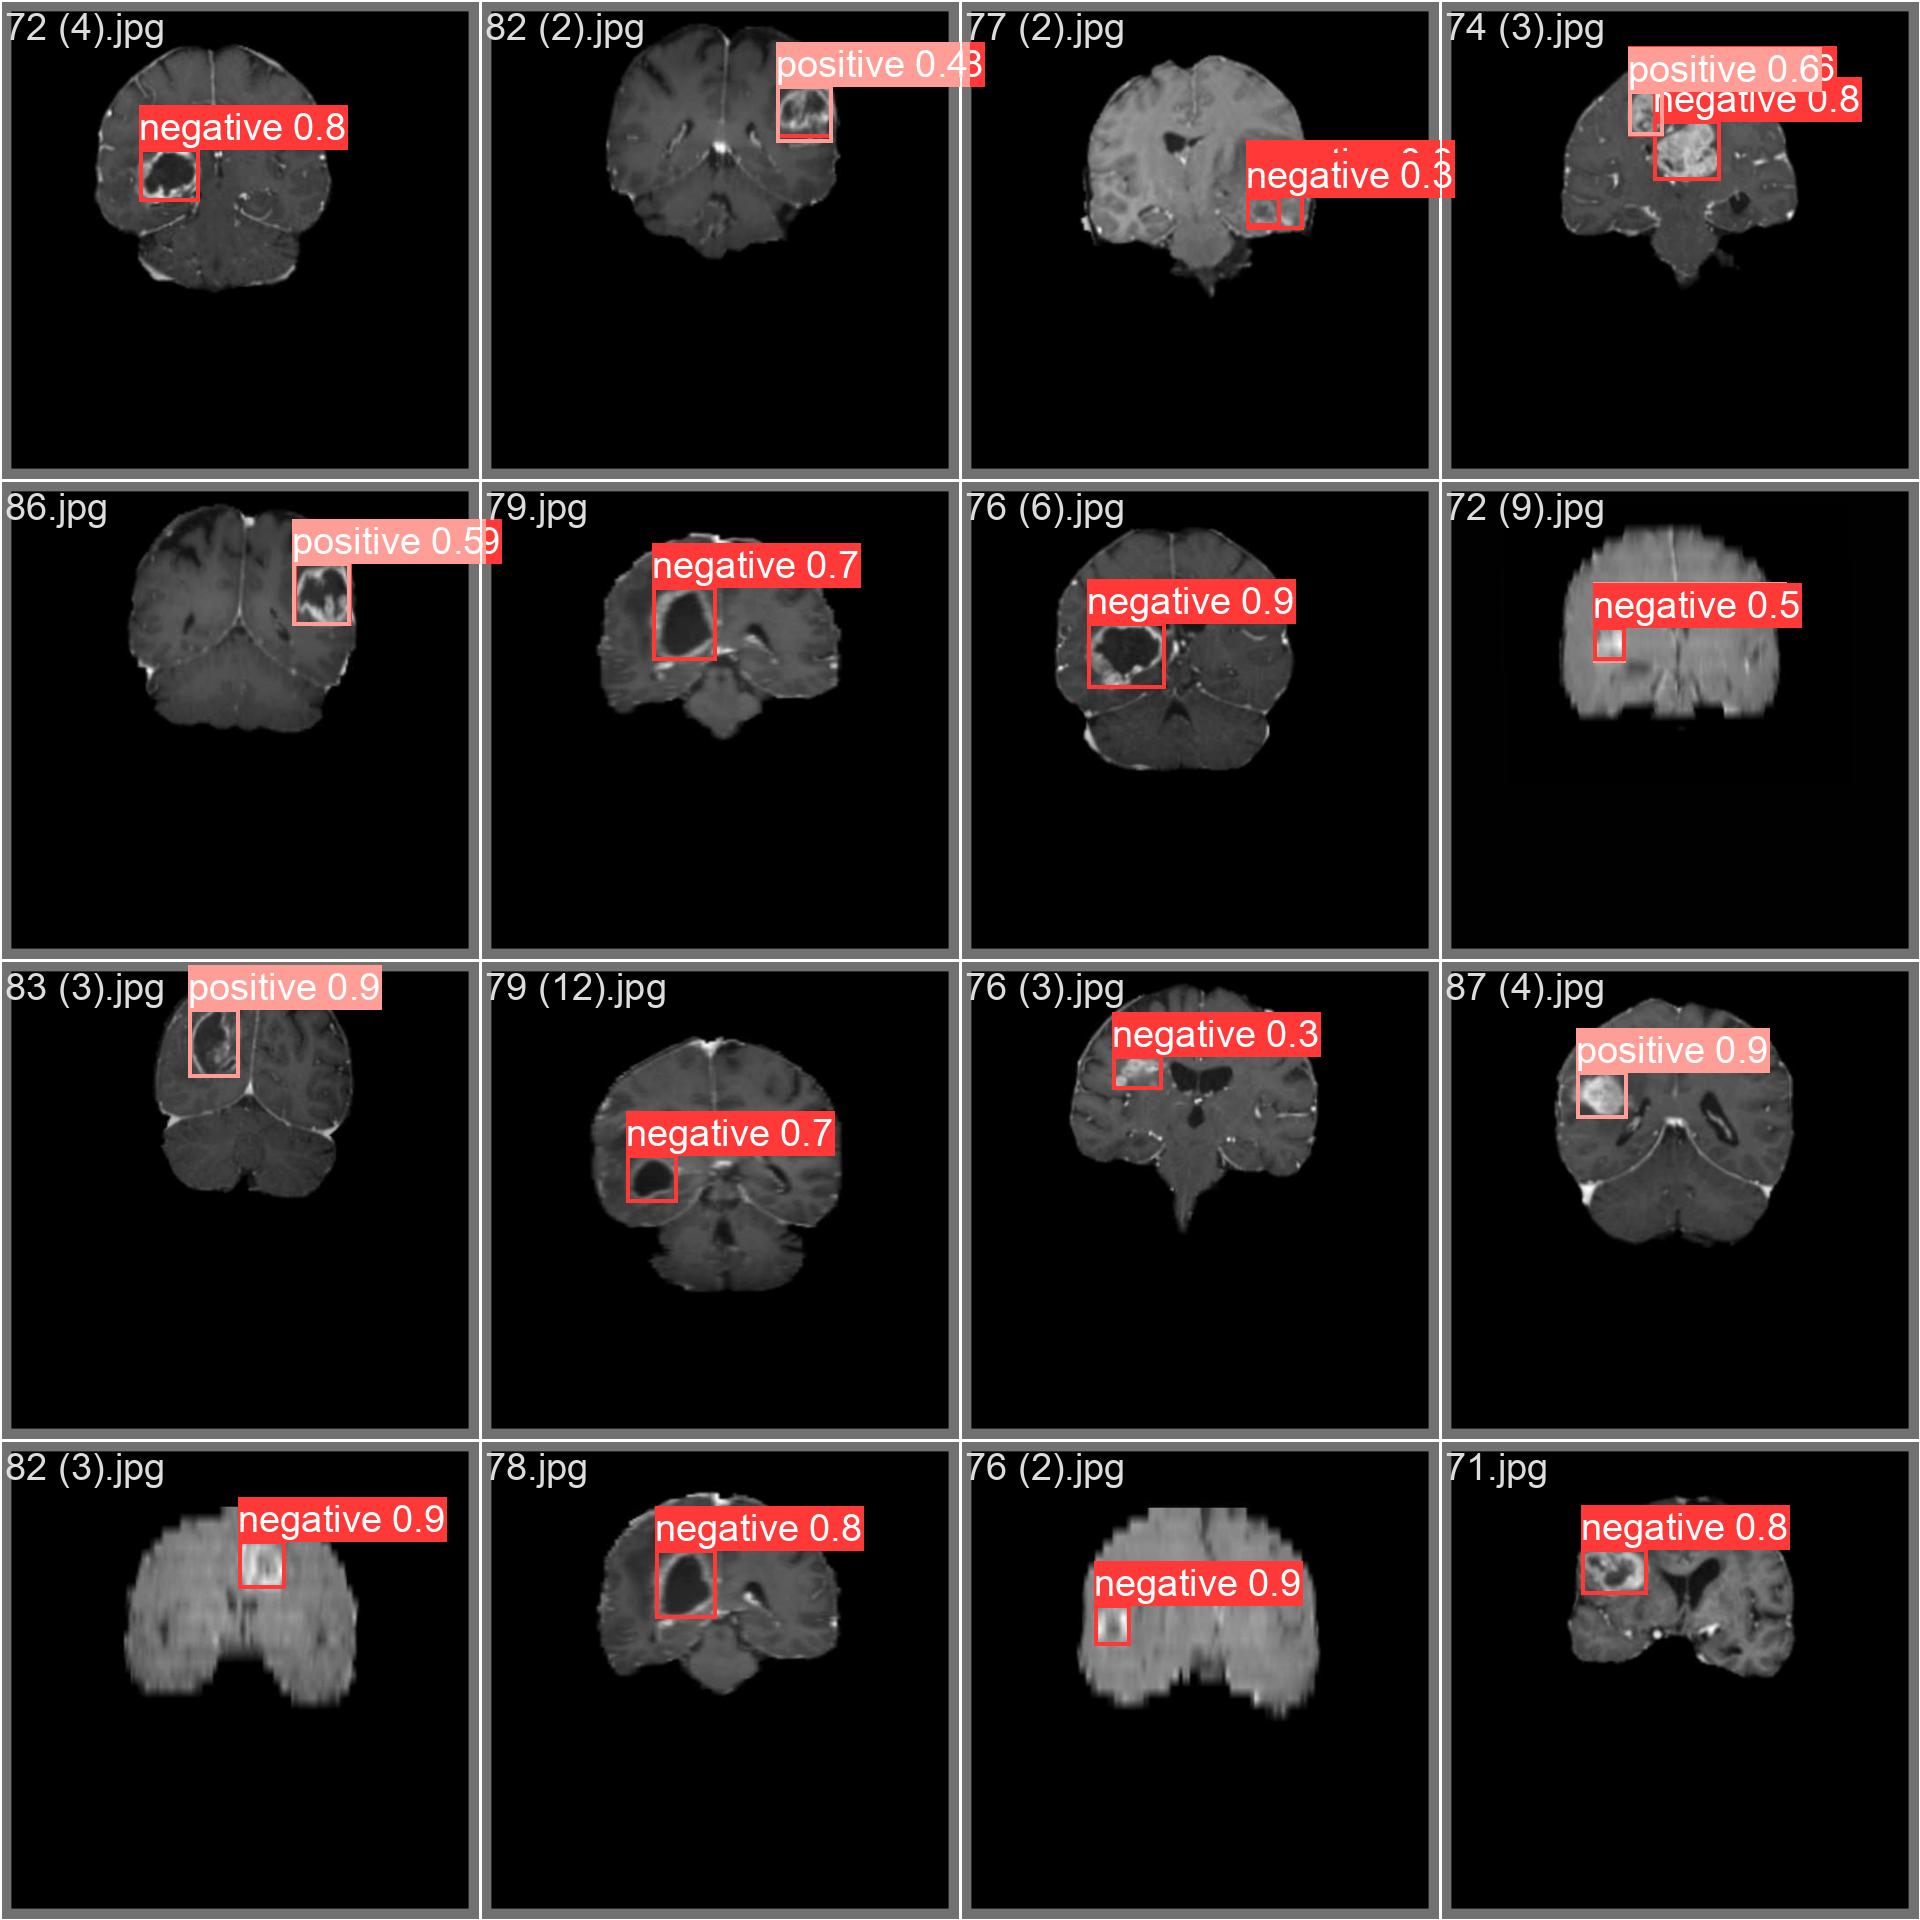 72 (4).jpg
negative 0.8
82 (2).jpg
positive 0.4
77 (2).jpg
negative 0.3
74 (3).jpg
positive 0.6
negative 0.8
86.jpg
positive 0.5
79.jpg
negative 0.7
76 (6).jpg
negative 0.9
72 (9).jpg
negative 0.5
83 (3).jpg
positive 0.9
79 (12).jpg
negative 0.7
76 (3).jpg
negative 0.3
87 (4).jpg
positive 0.9
82 (3).jpg
negative 0.9
78.jpg
negative 0.8
76 (2).jpg
negative 0.9
71.jpg
negative 0.8